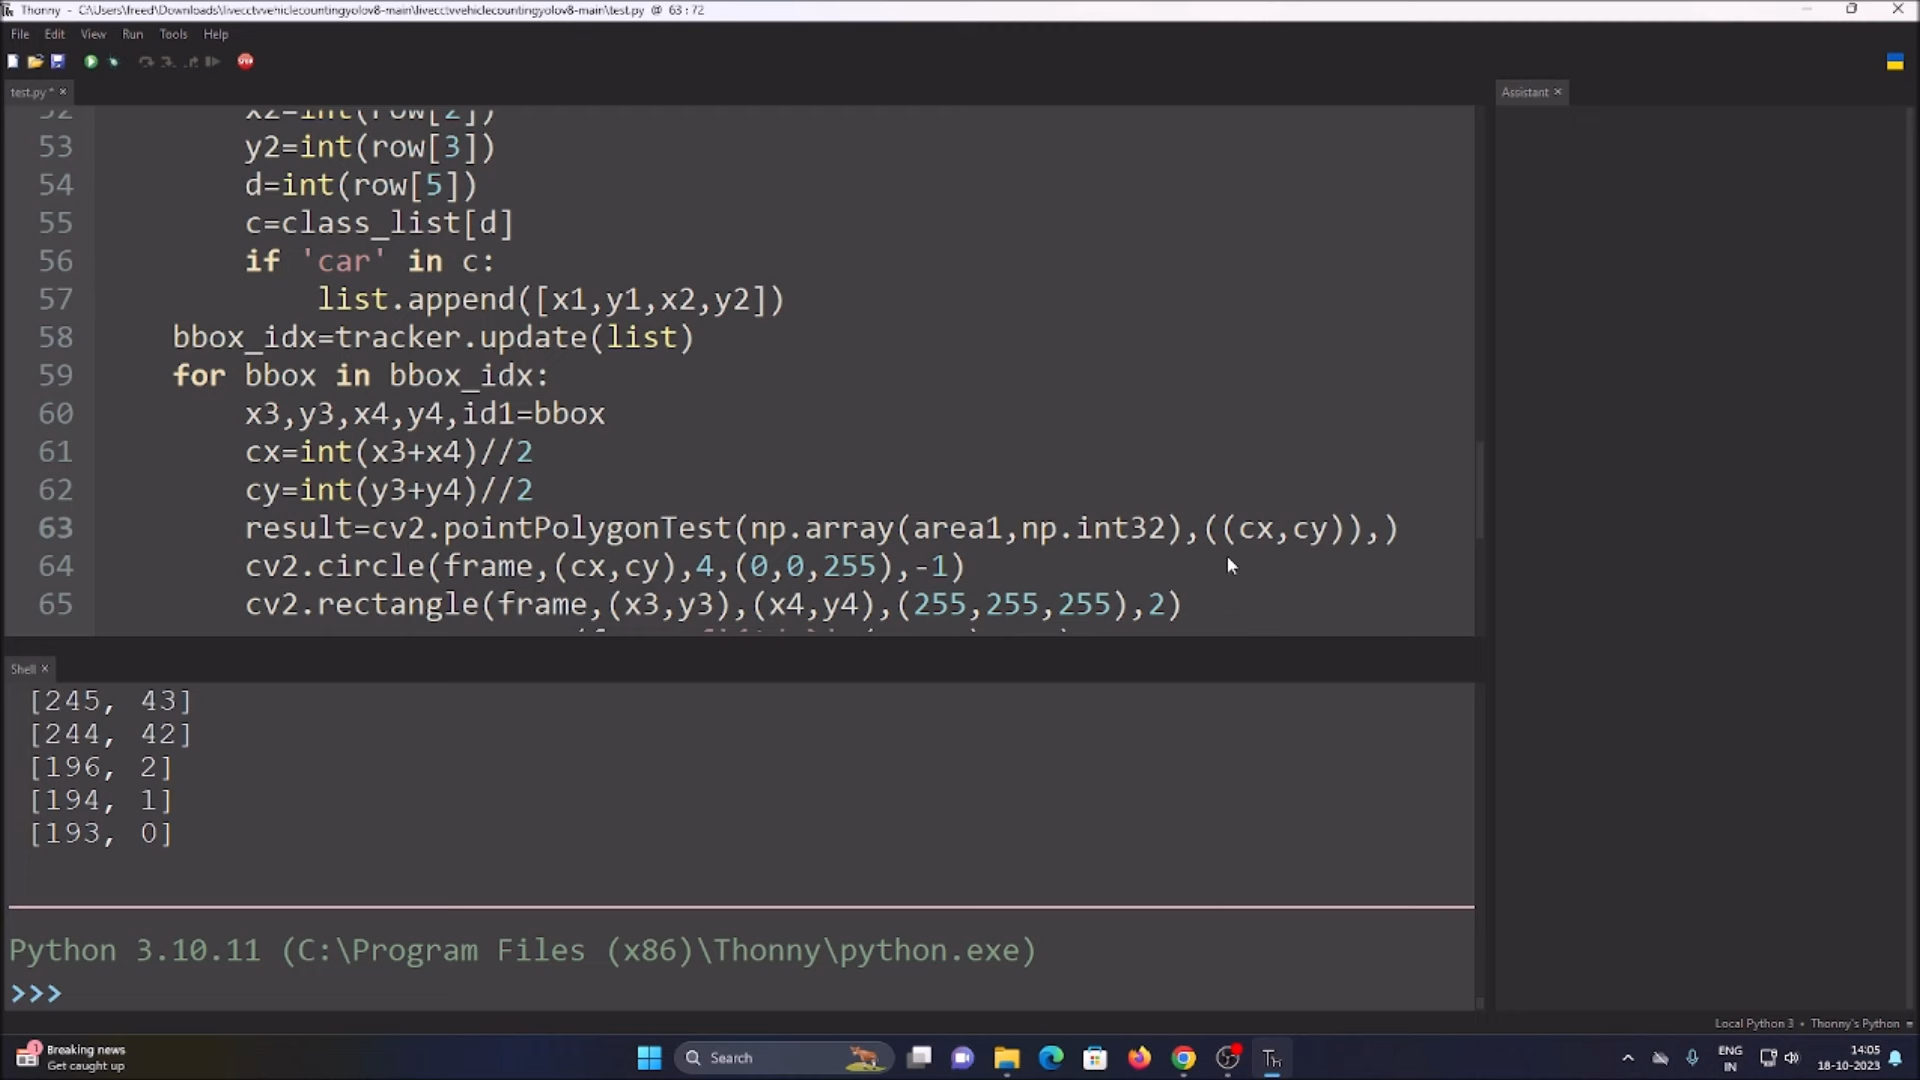 Thonny - C:\Users\freed\Downloads\livecctvvehiclecountingyolov8-main\livecctvvehiclecountingyolov8-main\test.py @ 63 : 72
File Edit View Run Tools Help
test.py * ×
Assistant ×
52 x2=int(row[2])
53 y2=int(row[3])
54 d=int(row[5])
55 c=class_list[d]
56 if 'car' in c:
57 list.append([x1,y1,x2,y2])
58 bbox_idx=tracker.update(list)
59 for bbox in bbox_idx:
60 x3,y3,x4,y4,id1=bbox
61 cx=int(x3+x4)//2
62 cy=int(y3+y4)//2
63 result=cv2.pointPolygonTest(np.array(area1,np.int32),((cx,cy)),)
64 cv2.circle(frame,(cx,cy),4,(0,0,255),-1)
65 cv2.rectangle(frame,(x3,y3),(x4,y4),(255,255,255),2)
Shell ×
[245, 43]
[244, 42]
[196, 2]
[194, 1]
[193, 0]
Python 3.10.11 (C:\Program Files (x86)\Thonny\python.exe)
>>>
Local Python 3 • Thonny's Python
1
Breaking news
Get caught up
Search
Th
ENG
IN
14:05
18-10-2023